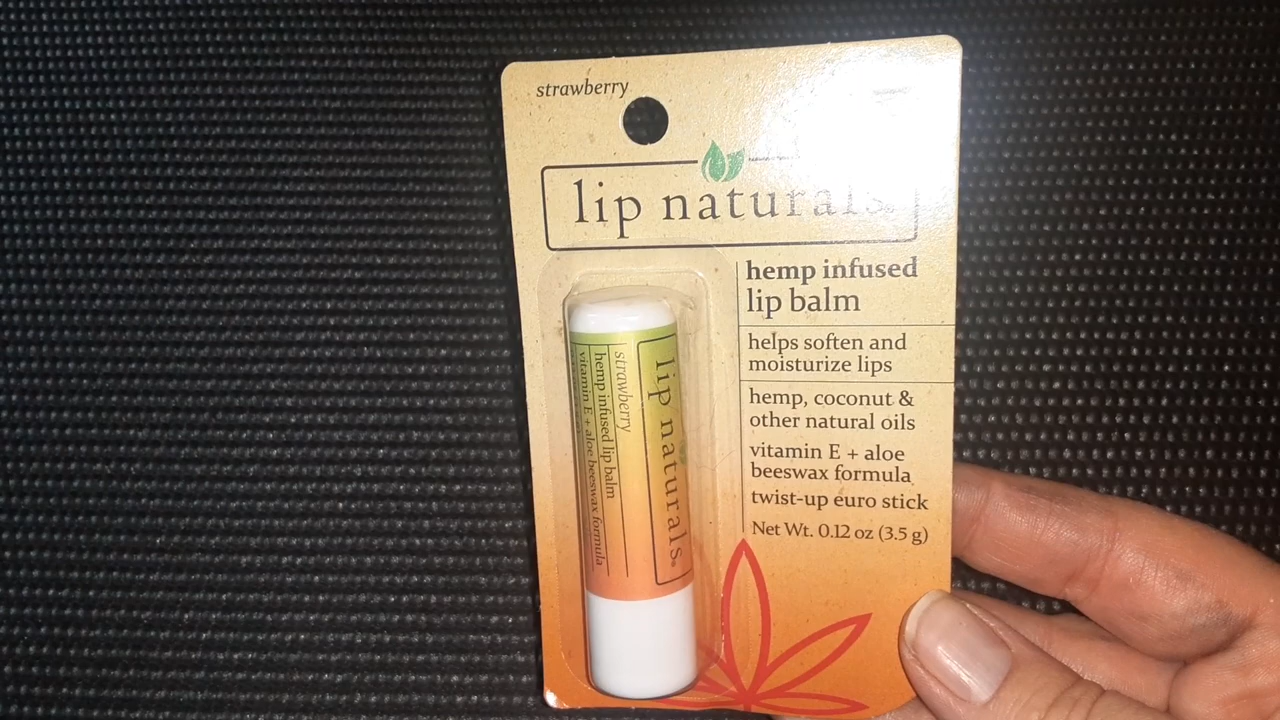 strawberry
lip naturals®
hemp infused
lip balm
helps soften and
moisturize lips
hemp, coconut &
other natural oils
vitamin E + aloe
beeswax formula
twist-up euro stick
Net Wt. 0.12 oz (3.5 g)
lip naturals®
strawberry
hemp infused lip balm
vitamin E + aloe beeswax formula